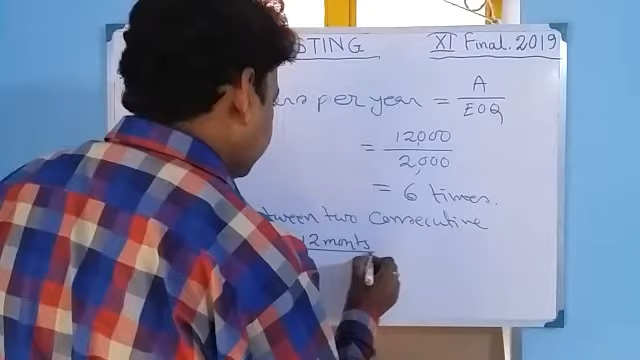 STING XI Final. 2019
per year = A
EOQ
= 12,000
2,000
= 6 times.
tween two Consecutive
12 monts